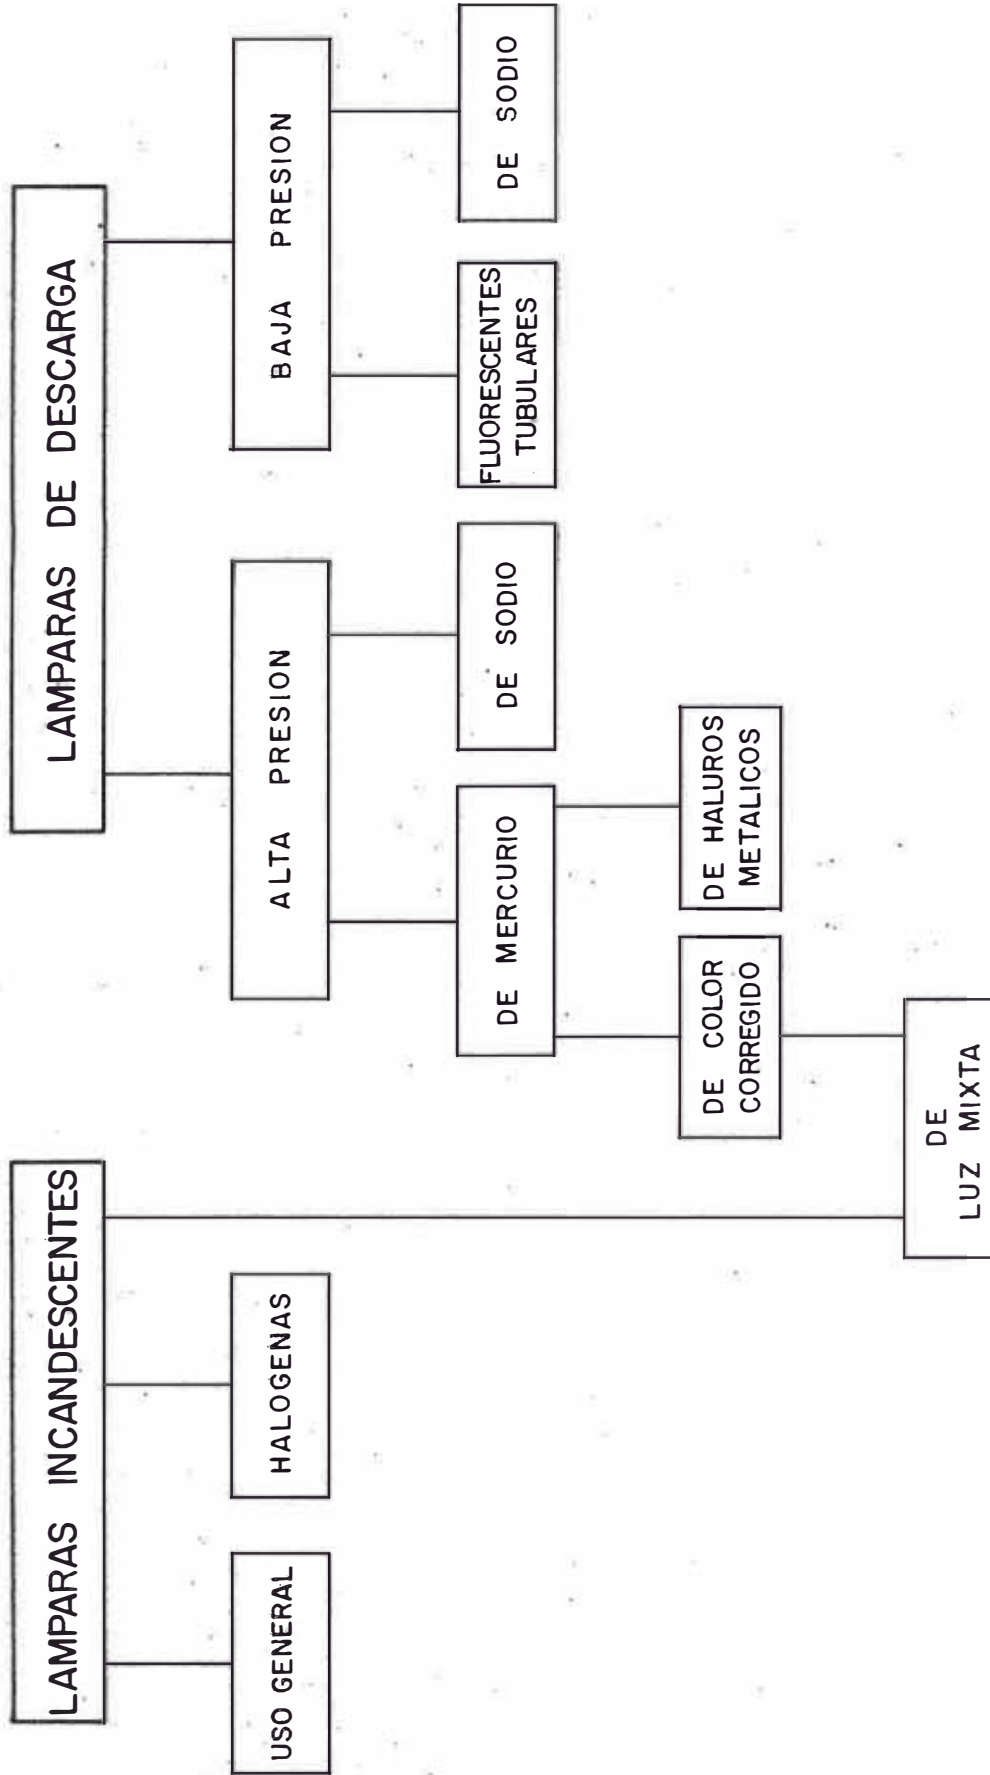 LAMPARAS INCANDESCENTES
LAMPARAS DE DESCARGA
USO GENERAL
HALOGENAS
ALTA PRESION
BAJA PRESION
DE MERCURIO
DE SODIO
FLUORESCENTES
TUBULARES
DE SODIO
DE COLOR
CORREGIDO
DE HALUROS
METALICOS
DE
LUZ MIXTA